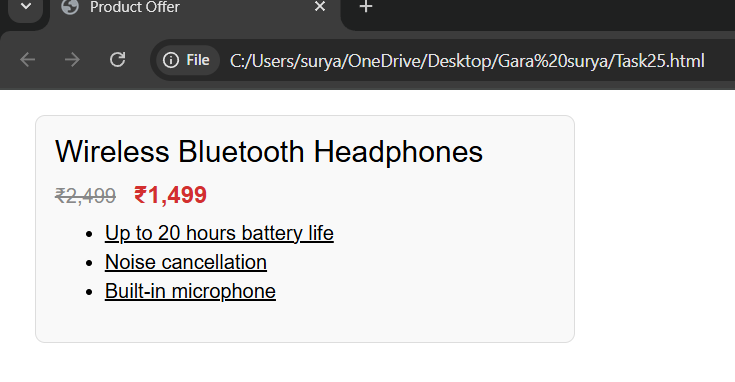 Product Offer
File C:/Users/surya/OneDrive/Desktop/Gara%20surya/Task25.html
Wireless Bluetooth Headphones
₹2,499 ₹1,499
• Up to 20 hours battery life
• Noise cancellation
• Built-in microphone